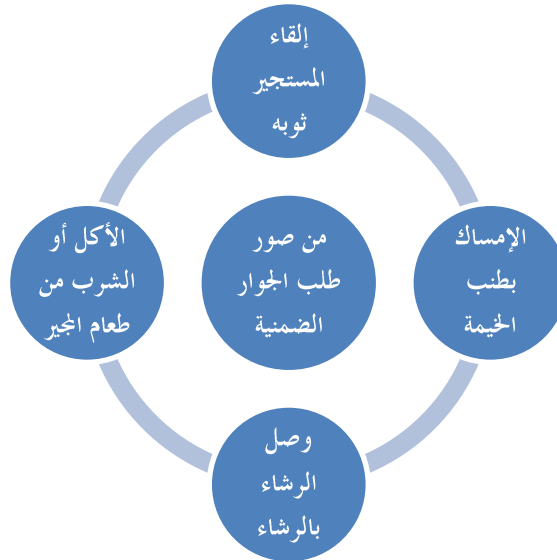 إلقاء
المستجير
ثوبه
الإمساك
بطنب
الخيمة
من صور
طلب الجوار
الضمنية
الأكل أو
الشرب من
طعام المجير
وصل
الرشاء
بالرشاء